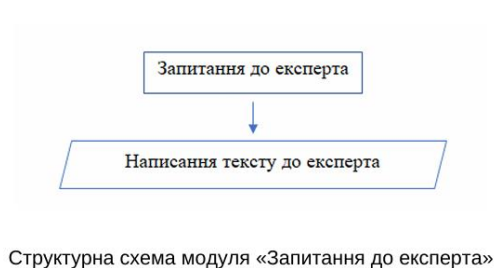 Запитання до експерта
Написання тексту до експерта
Структурна схема модуля «Запитання до експерта»